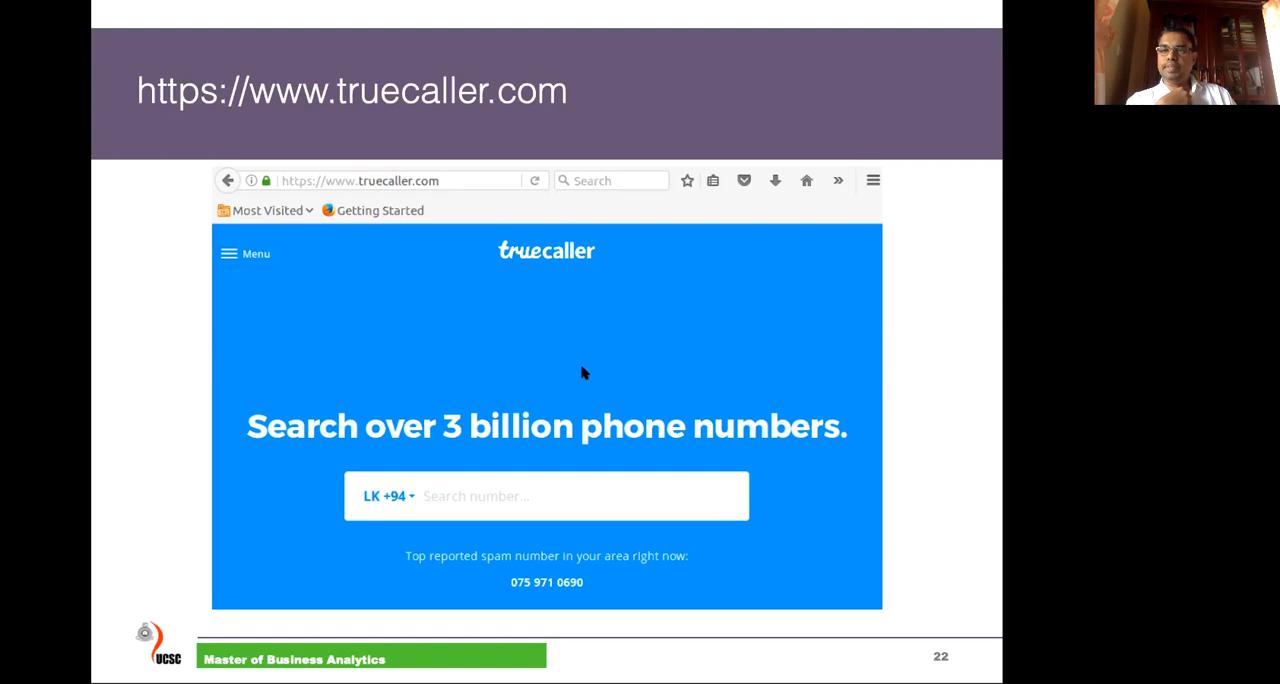 https://www.truecaller.com
https://www.truecaller.com
Search
Most Visited
Getting Started
Menu
truecaller
Search over 3 billion phone numbers.
LK +94
Search number...
Top reported spam number in your area right now:
075 971 0690
UCSC
Master of Business Analytics
22